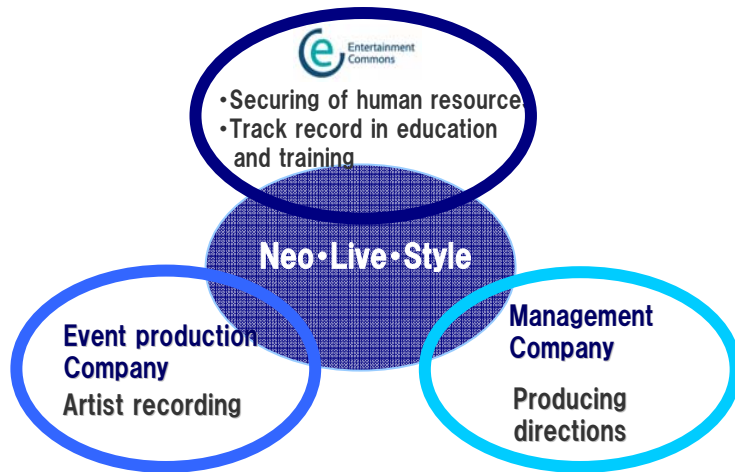 e Entertainment
Commons
・Securing of human resources
・Track record in education
and training
Neo・Live・Style
Event production
Company
Artist recording
Management
Company
Producing
directions